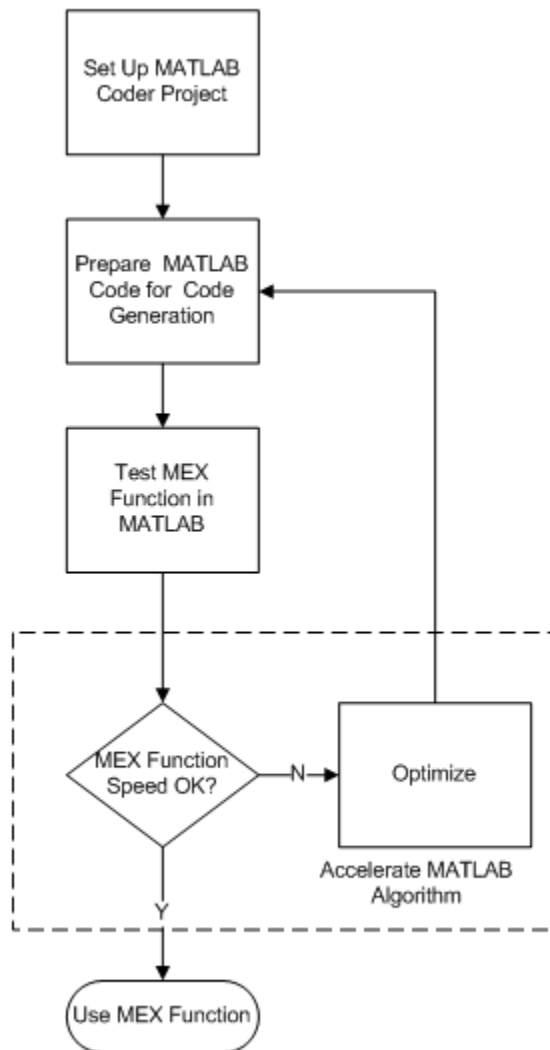 Set Up MATLAB
Coder Project
Prepare MATLAB
Code for Code
Generation
Test MEX
Function in
MATLAB
MEX Function
Speed OK?
N
Optimize
Accelerate MATLAB
Algorithm
Y
Use MEX Function